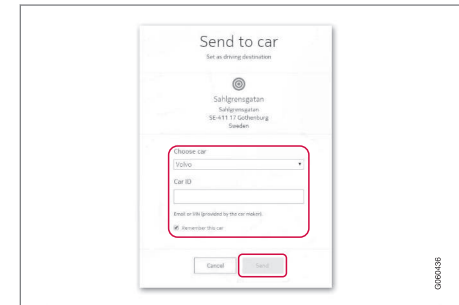 Send to car
Set as driving destination
Sahlgrensgatan
Sahlgrensgatan
SE-411 17 Gothenburg
Sweden
Choose car
Volvo
Car ID
Email or VIN (provided by the car maker).
Remember this car
Cancel
Send
G060436